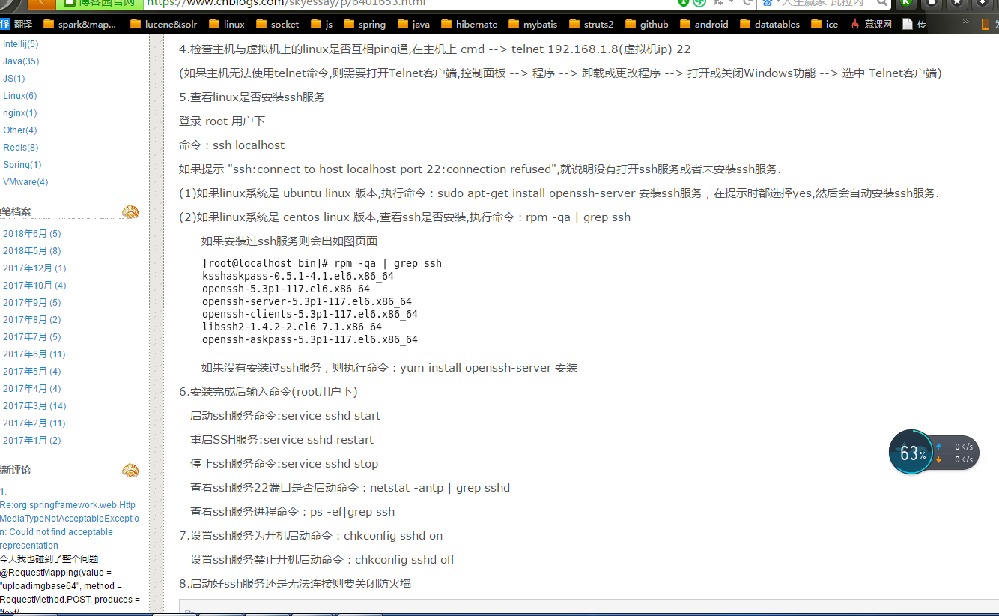 博客园官网 https://www.cnblogs.com/skyessay/p/6401653.html 人生赢家 瓦拉内
译 翻译 spark&map... lucene&solr linux socket js spring java hibernate mybatis struts2 github android datatables ice 慕课网 传 »
Intellij(5)
Java(35)
JS(1)
Linux(6)
nginx(1)
Other(4)
Redis(8)
Spring(1)
VMware(4)
随笔档案
2018年6月 (5)
2018年5月 (8)
2017年12月 (1)
2017年10月 (4)
2017年9月 (5)
2017年8月 (2)
2017年7月 (5)
2017年6月 (11)
2017年5月 (4)
2017年4月 (4)
2017年3月 (14)
2017年2月 (11)
2017年1月 (2)
最新评论
1.
Re:org.springframework.web.Http
MediaTypeNotAcceptableExceptio
n: Could not find acceptable
representation
今天我也碰到了整个问题
@RequestMapping(value =
"uploadimgbase64", method =
RequestMethod.POST, produces =
"text/
4.检查主机与虚拟机上的linux是否互相ping通,在主机上 cmd --> telnet 192.168.1.8(虚拟机ip) 22
(如果主机无法使用telnet命令,则需要打开Telnet客户端,控制面板 --> 程序 --> 卸载或更改程序 --> 打开或关闭Windows功能 --> 选中 Telnet客户端)
5.查看linux是否安装ssh服务
登录 root 用户下
命令：ssh localhost
如果提示 "ssh:connect to host localhost port 22:connection refused",就说明没有打开ssh服务或者未安装ssh服务.
(1)如果linux系统是 ubuntu linux 版本,执行命令：sudo apt-get install openssh-server 安装ssh服务，在提示时都选择yes,然后会自动安装ssh服务.
(2)如果linux系统是 centos linux 版本,查看ssh是否安装,执行命令：rpm -qa | grep ssh
如果安装过ssh服务则会出如图页面
[root@localhost bin]# rpm -qa | grep ssh
ksshaskpass-0.5.1-4.1.el6.x86_64
openssh-5.3p1-117.el6.x86_64
openssh-server-5.3p1-117.el6.x86_64
openssh-clients-5.3p1-117.el6.x86_64
libssh2-1.4.2-2.el6_7.1.x86_64
openssh-askpass-5.3p1-117.el6.x86_64
如果没有安装过ssh服务，则执行命令：yum install openssh-server 安装
6.安装完成后输入命令(root用户下)
启动ssh服务命令:service sshd start
重启SSH服务:service sshd restart
停止ssh服务命令:service sshd stop
查看ssh服务22端口是否启动命令：netstat -antp | grep sshd
查看ssh服务进程命令：ps -ef|grep ssh
7.设置ssh服务为开机启动命令：chkconfig sshd on
设置ssh服务禁止开机启动命令：chkconfig sshd off
8.启动好ssh服务还是无法连接则要关闭防火墙
63% 0K/s
0K/s